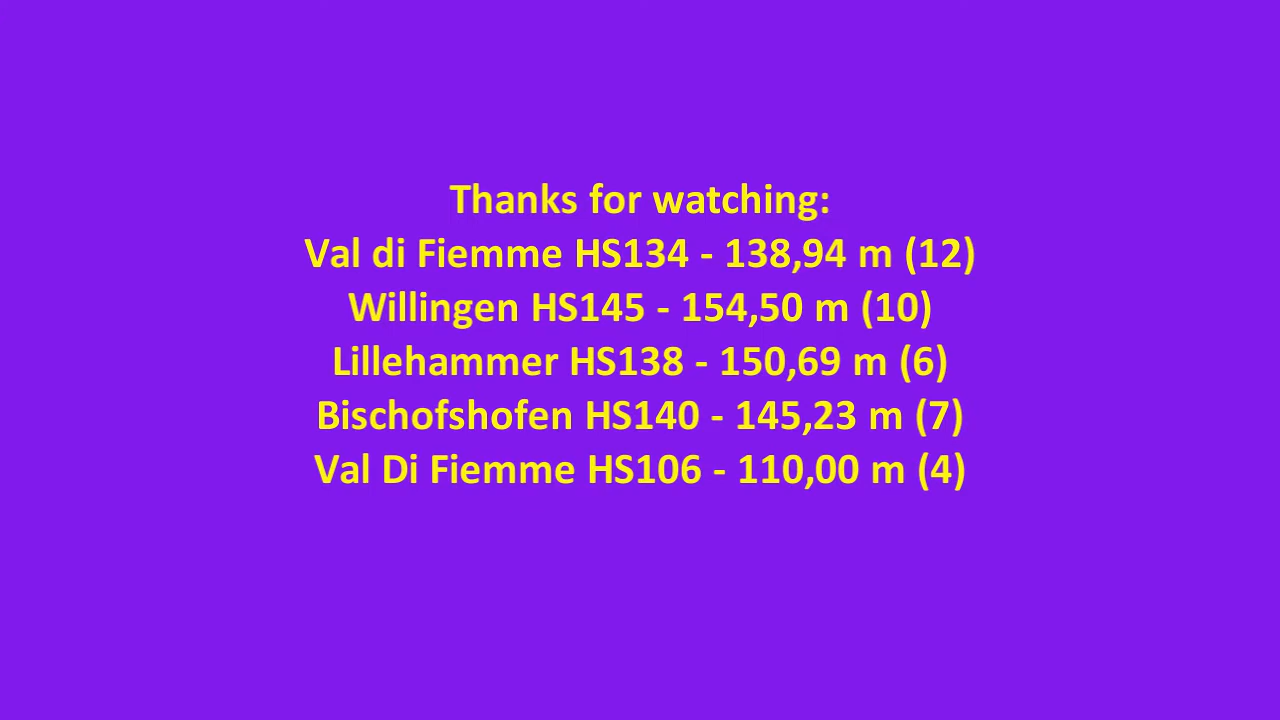 Thanks for watching:
Val di Fiemme HS134 - 138,94 m (12)
Willingen HS145 - 154,50 m (10)
Lillehammer HS138 - 150,69 m (6)
Bischofshofen HS140 - 145,23 m (7)
Val Di Fiemme HS106 - 110,00 m (4)